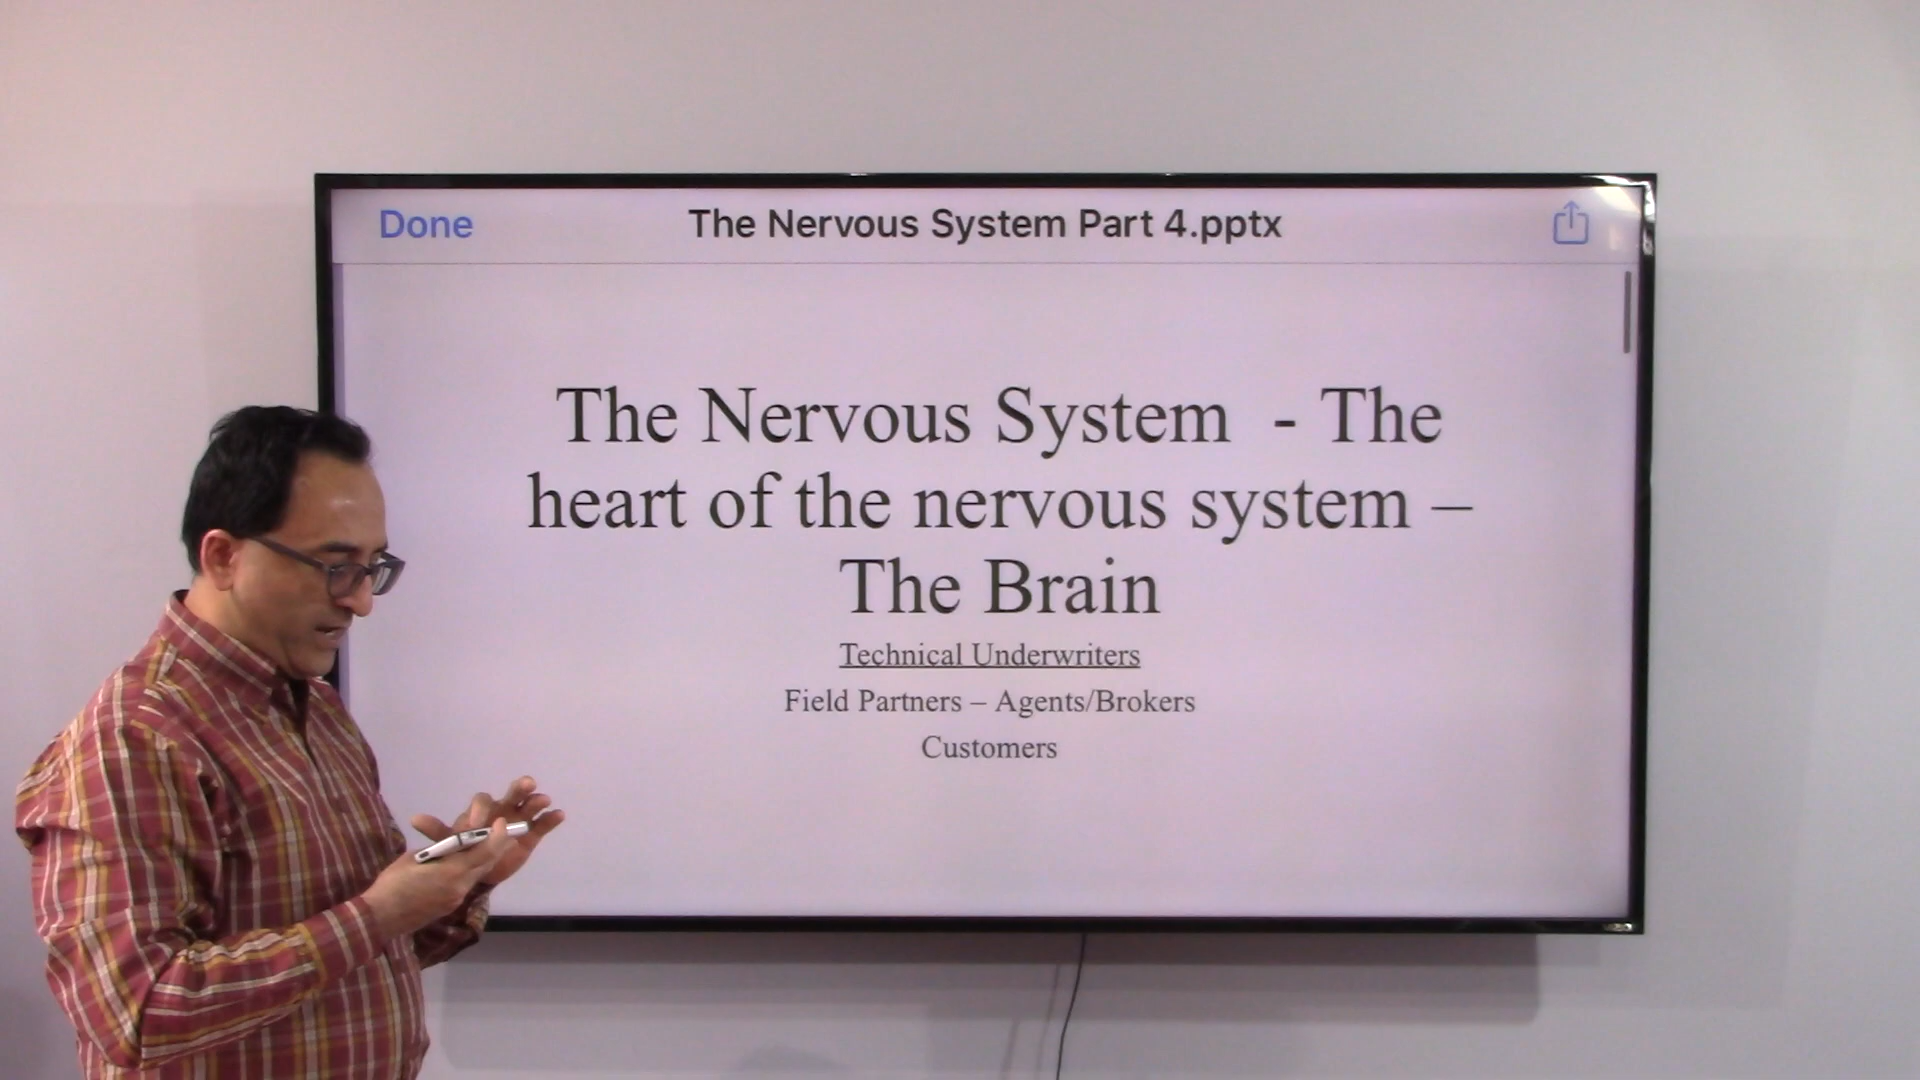 Done The Nervous System Part 4.pptx
The Nervous System - The
heart of the nervous system –
The Brain
Technical Underwriters
Field Partners – Agents/Brokers
Customers